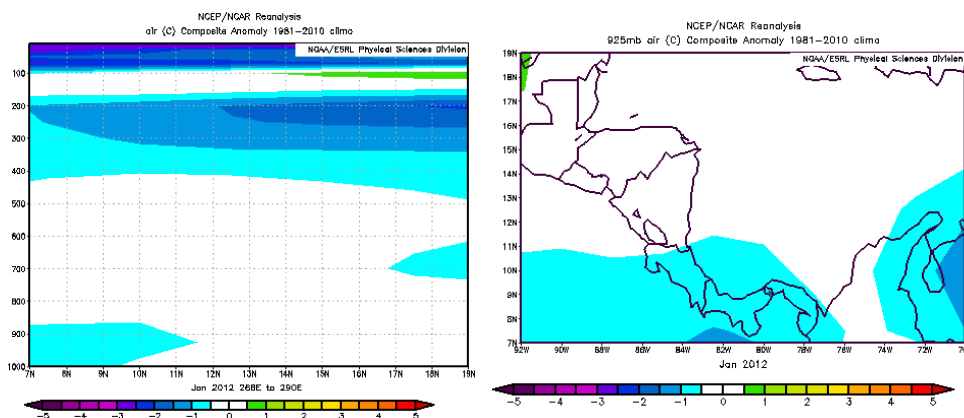 NCEP/NCAR Reanalysis
air (C) Composite Anomaly 1981-2010 climo
NOAA/ESRL Physical Sciences Division
100
200
300
400
500
600
700
800
900
1000
7N 8N 9N 10N 11N 12N 13N 14N 15N 16N 17N 18N 19N
Jan 2012 268E to 290E
-5 -4 -3 -2 -1 0 1 2 3 4 5
NCEP/NCAR Reanalysis
925mb air (C) Composite Anomaly 1981-2010 climo
NOAA/ESRL Physical Sciences Division
19N
18N
17N
16N
15N
14N
13N
12N
11N
10N
9N
8N
7N
92W 90W 88W 86W 84W 82W 80W 78W 76W 74W 72W 70W
Jan 2012
-5 -4 -3 -2 -1 0 1 2 3 4 5